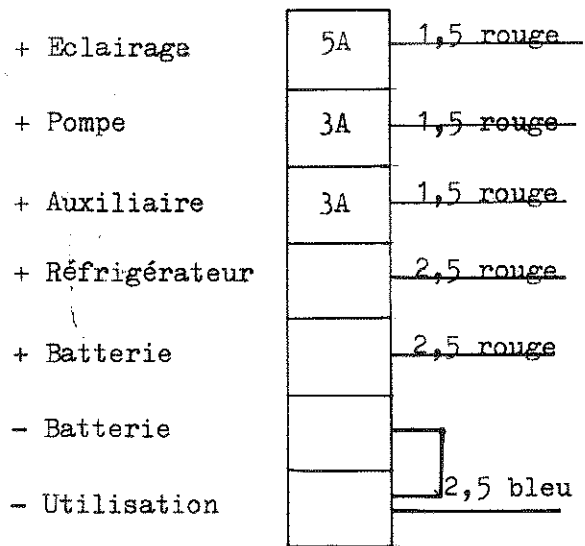 + Eclairage 5A 1,5 rouge
+ Pompe 3A 1,5 rouge
+ Auxiliaire 3A 1,5 rouge
+ Réfrigérateur 2,5 rouge
+ Batterie 2,5 rouge
- Batterie
- Utilisation 2,5 bleu